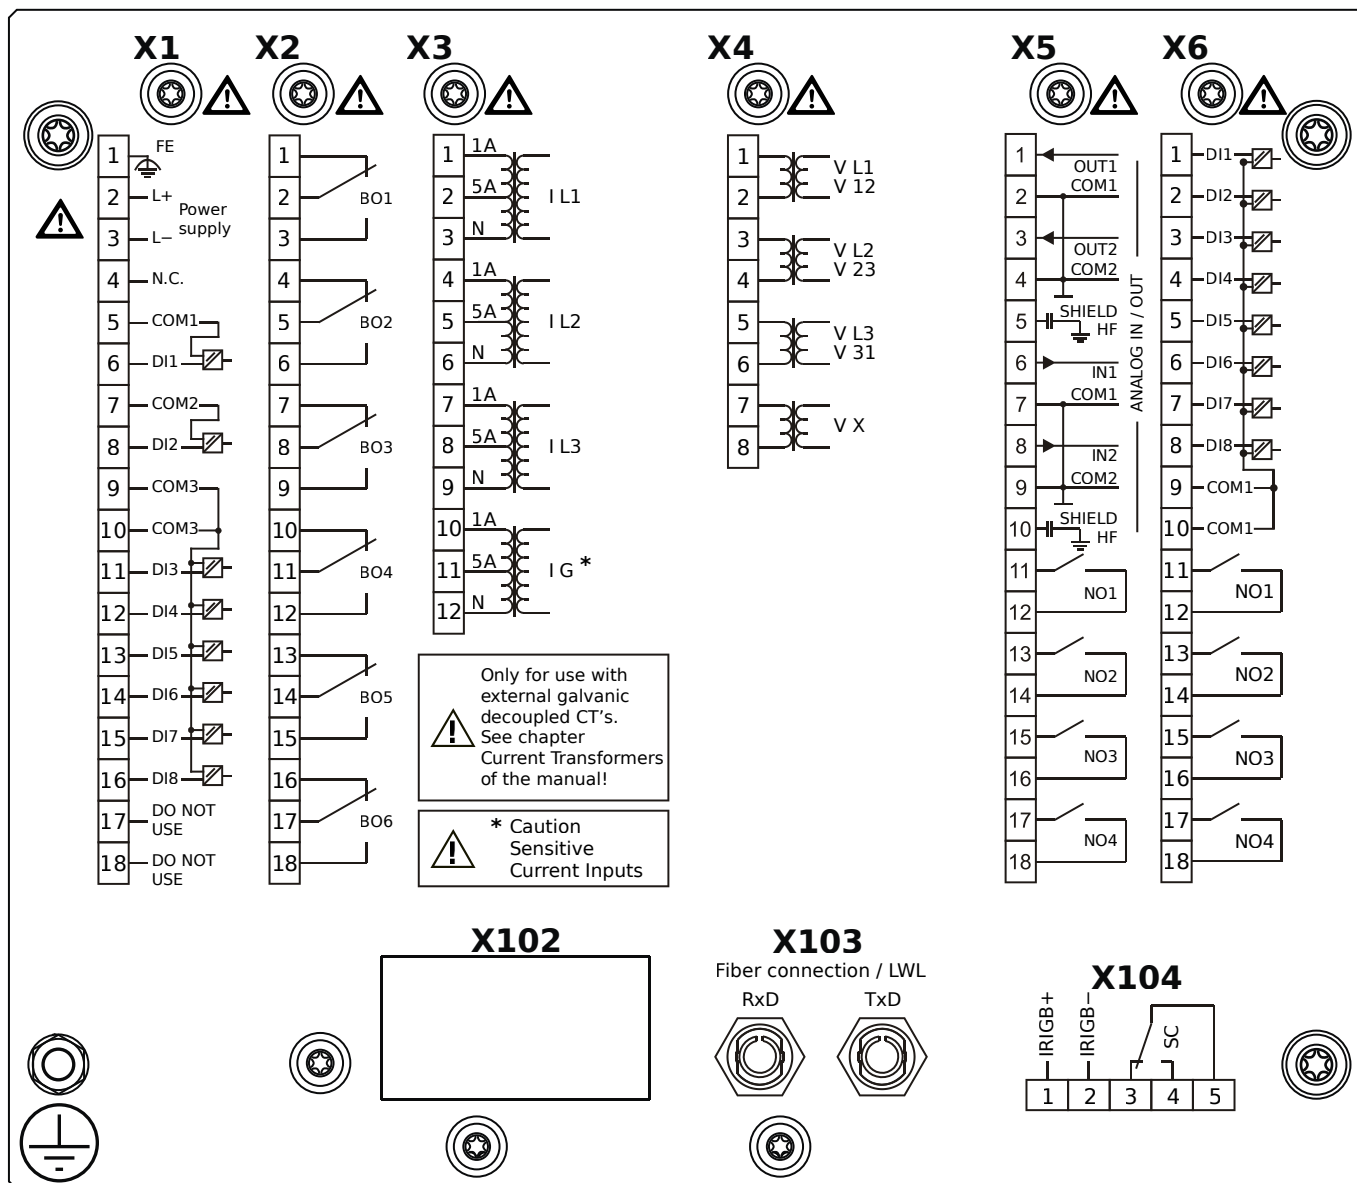 X1
X2
X3
X4
X5
X6
1 FE
2 L+
Power
supply
3 L−
4 N.C.
5 COM1
6 DI1
7 COM2
8 DI2
9 COM3
10 COM3
11 DI3
12 DI4
13 DI5
14 DI6
15 DI7
16 DI8
17 DO NOT
USE
18 DO NOT
USE
1
2 BO1
3
4
5 BO2
6
7
8 BO3
9
10
11 BO4
12
13
14 BO5
15
16
17 BO6
18
1 1A
2 5A I L1
3 N
4 1A
5 5A I L2
6 N
7 1A
8 5A I L3
9 N
10 1A
11 5A I G *
12 N
Only for use with
external galvanic
decoupled CT's.
See chapter
Current Transformers
of the manual!
* Caution
Sensitive
Current Inputs
1 V L1
2 V 12
3 V L2
4 V 23
5 V L3
6 V 31
7 V X
8
1 OUT1
2 COM1
3 OUT2
4 COM2
5 SHIELD
HF
6 IN1
7 COM1
8 IN2
9 COM2
10 SHIELD
HF
ANALOG IN / OUT
11
12 NO1
13
14 NO2
15
16 NO3
17
18 NO4
1 DI1
2 DI2
3 DI3
4 DI4
5 DI5
6 DI6
7 DI7
8 DI8
9 COM1
10 COM1
11
12 NO1
13
14 NO2
15
16 NO3
17
18 NO4
X102
X103
Fiber connection / LWL
RxD TxD
X104
IRIGB+
IRIGB−
SC
1 2 3 4 5